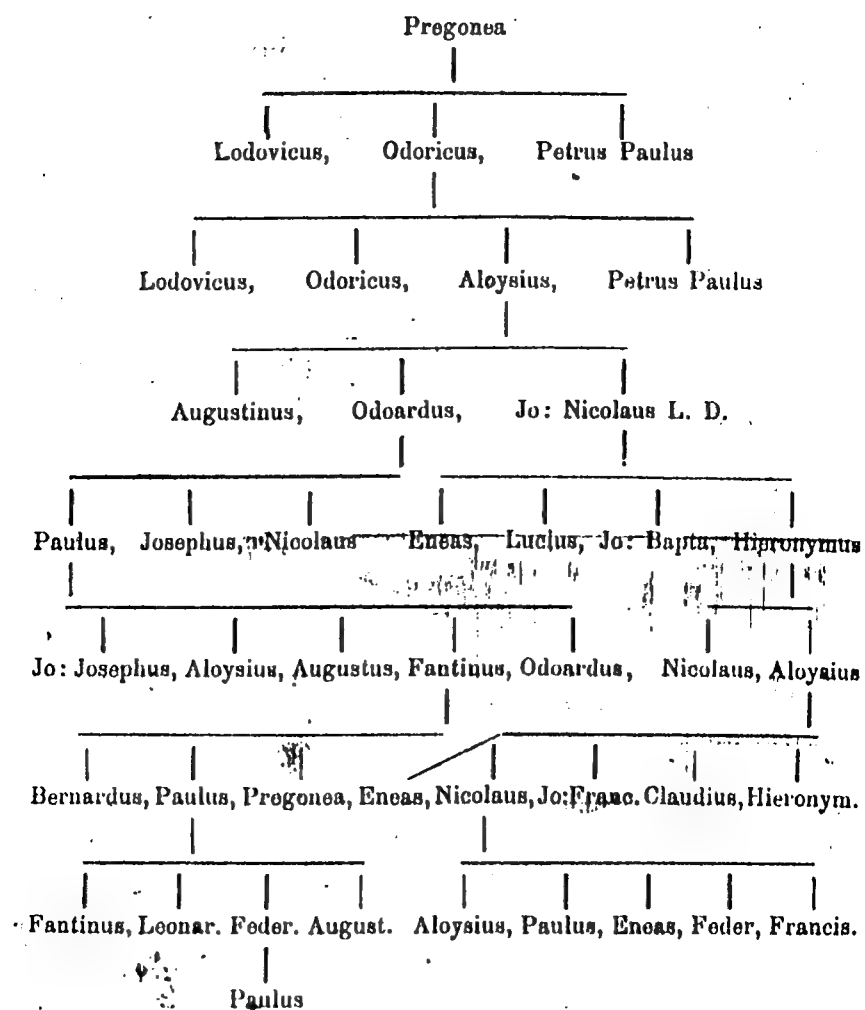 Pregonea
Lodovicus, Odoricus, Petrus Paulus
Lodovicus, Odoricus, Aloysius, Petrus Paulus
Augustinus, Odoardus, Jo: Nicolaus L. D.
Paulus, Josephus, Nicolaus Eneas, Lucius, Jo: Bapta, Hieronymus
Jo: Josephus, Aloysius, Augustus, Fantinus, Odoardus, Nicolaus, Aloysius
Bernardus, Paulus, Progonea, Eneas, Nicolaus, Jo: Franc. Claudius, Hieronym.
Fantinus, Leonar. Feder. August. Aloysius, Paulus, Eneas, Feder, Francis.
Paulus